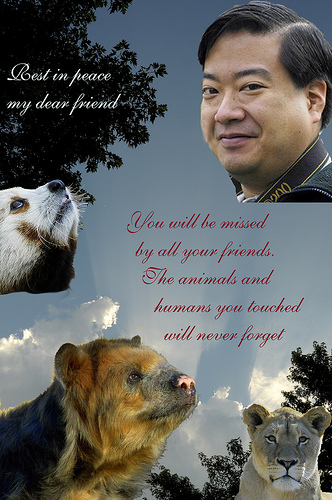 Rest in peace
my dear friend
200
You will be missed
by all your friends.
The animals and
humans you touched
will never forget